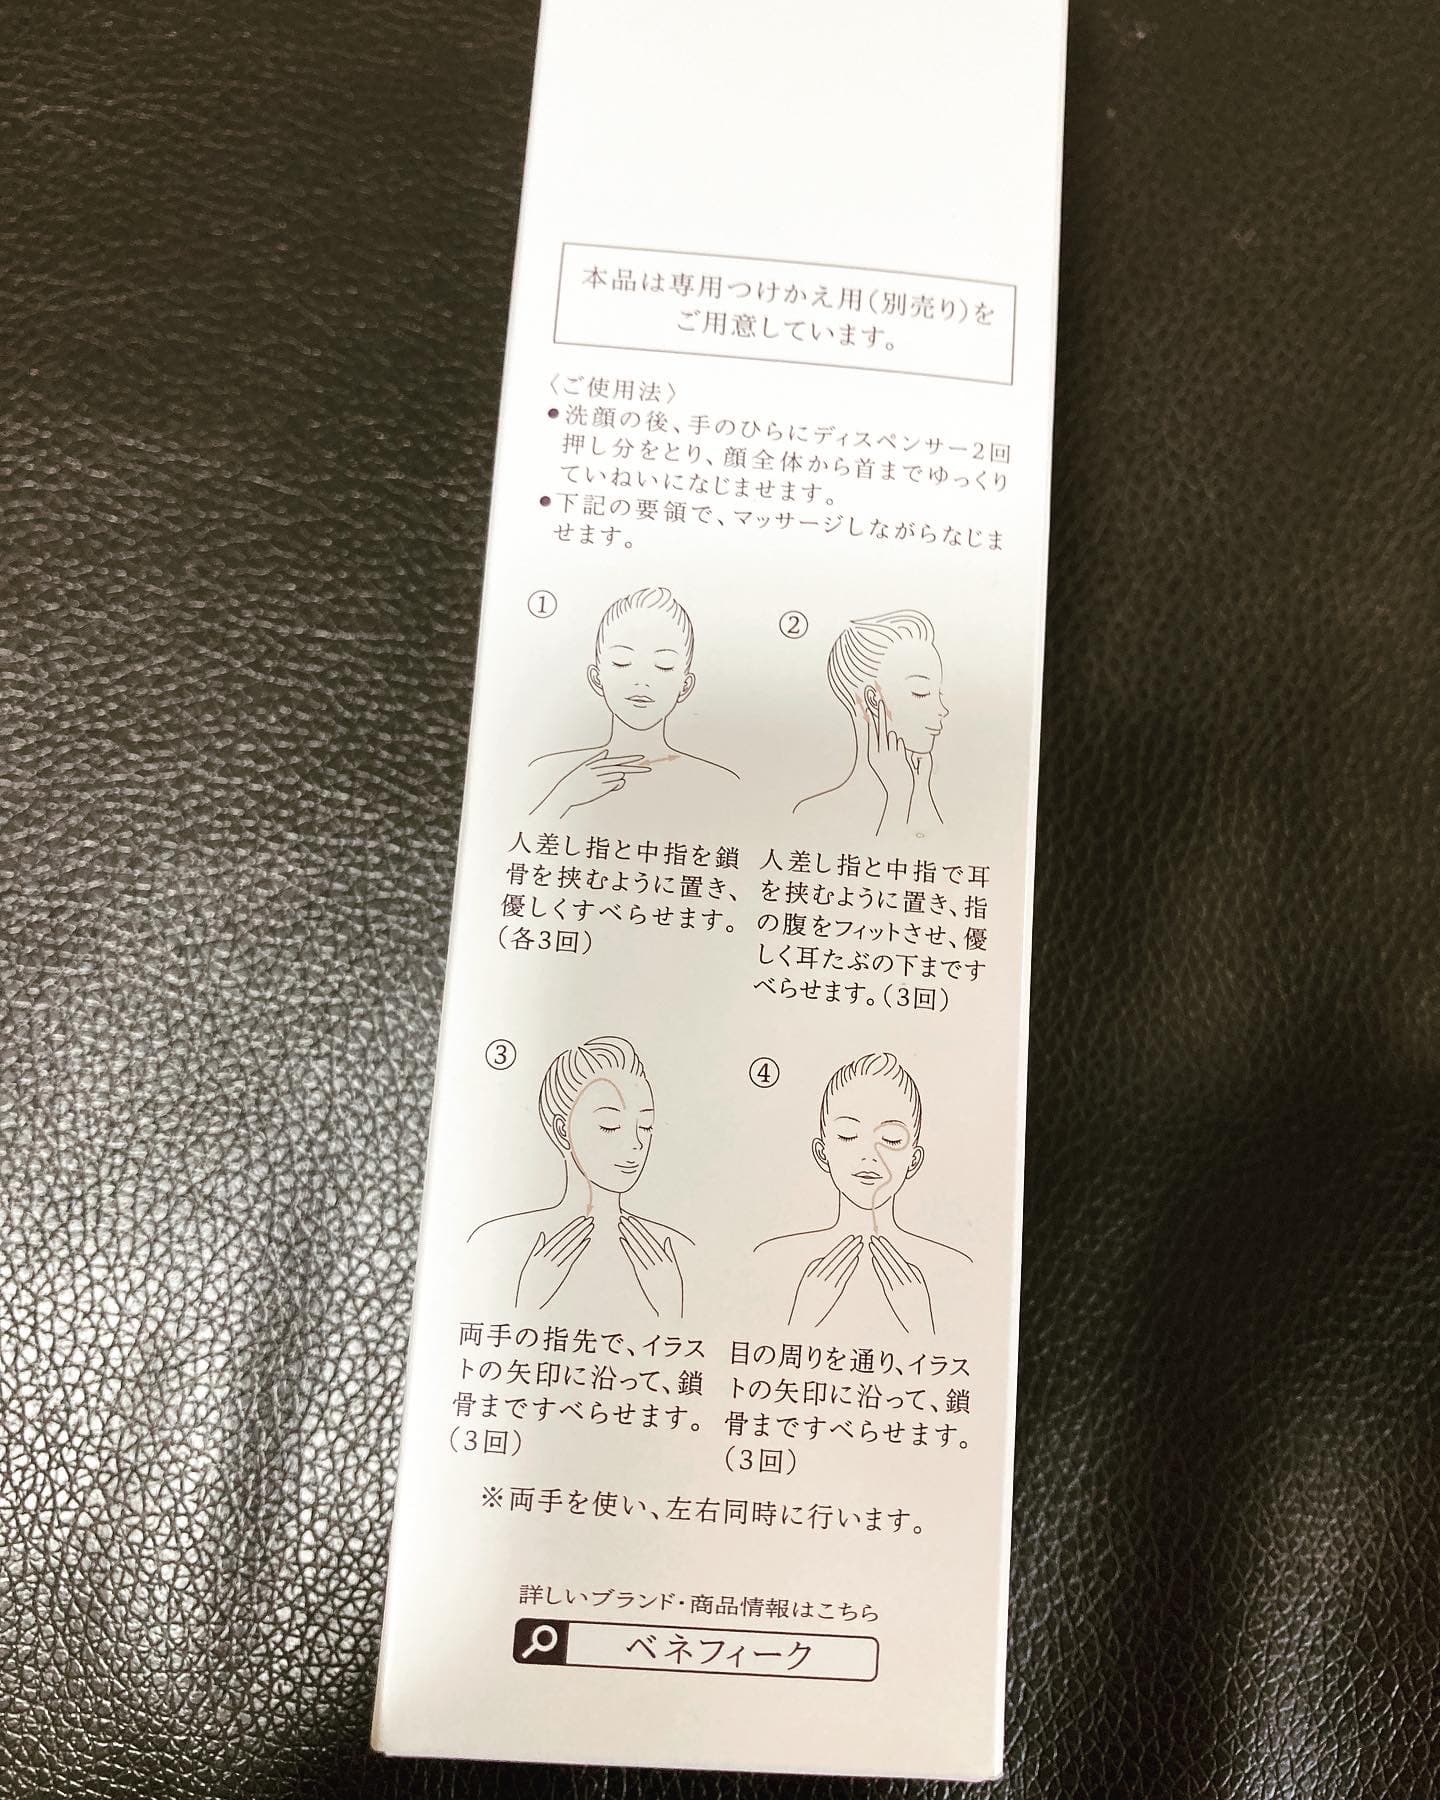 本品は専用つけかえ用(別売り)を
ご用意しています。
〈ご使用法〉
●洗顔の後、手のひらにディスペンサー2回
押し分をとり、顔全体から首までゆっくり
ていねいになじませます。
●下記の要領で、マッサージしながらなじま
せます。
①
人差し指と中指を鎖
骨を挟むように置き、
優しくすべらせます。
(各3回)
②
人差し指と中指で耳
を挟むように置き、指
の腹をフィットさせ、優
しく耳たぶの下まです
べらせます。(3回)
③
両手の指先で、イラス
トの矢印に沿って、鎖
骨まですべらせます。
(3回)
④
目の周りを通り、イラス
トの矢印に沿って、鎖
骨まですべらせます。
(3回)
※両手を使い、左右同時に行います。
詳しいブランド・商品情報はこちら
ベネフィーク